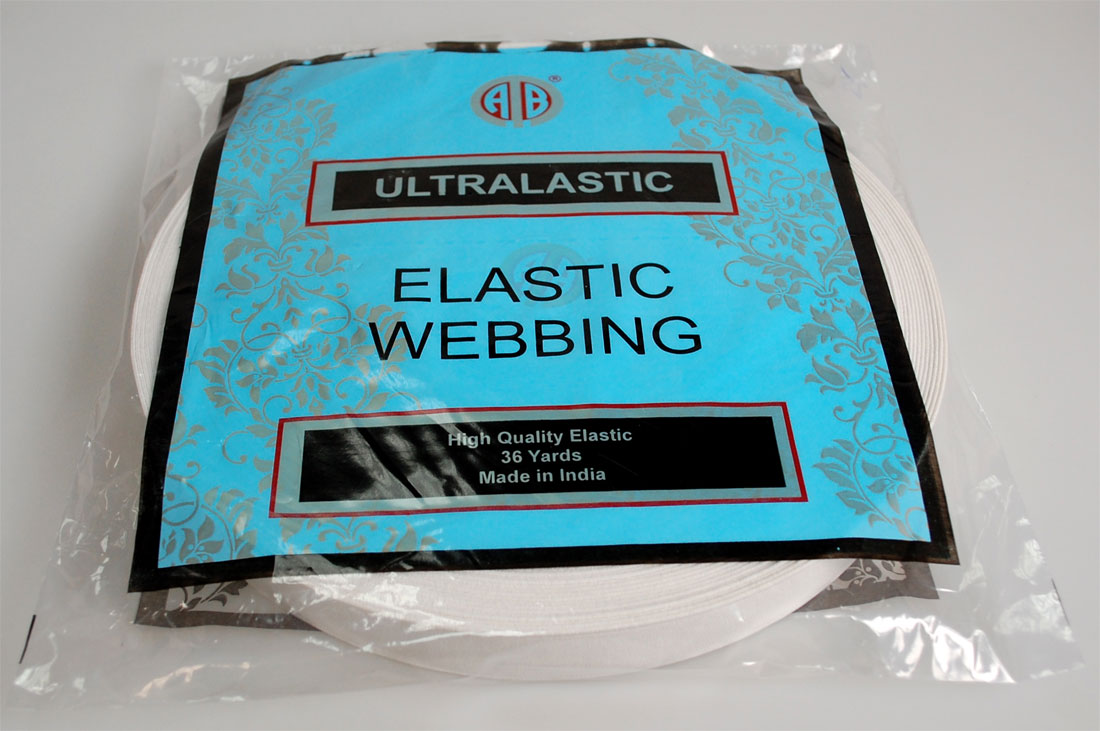 AB®
ULTRALASTIC
ELASTIC
WEBBING
High Quality Elastic
36 Yards
Made in India